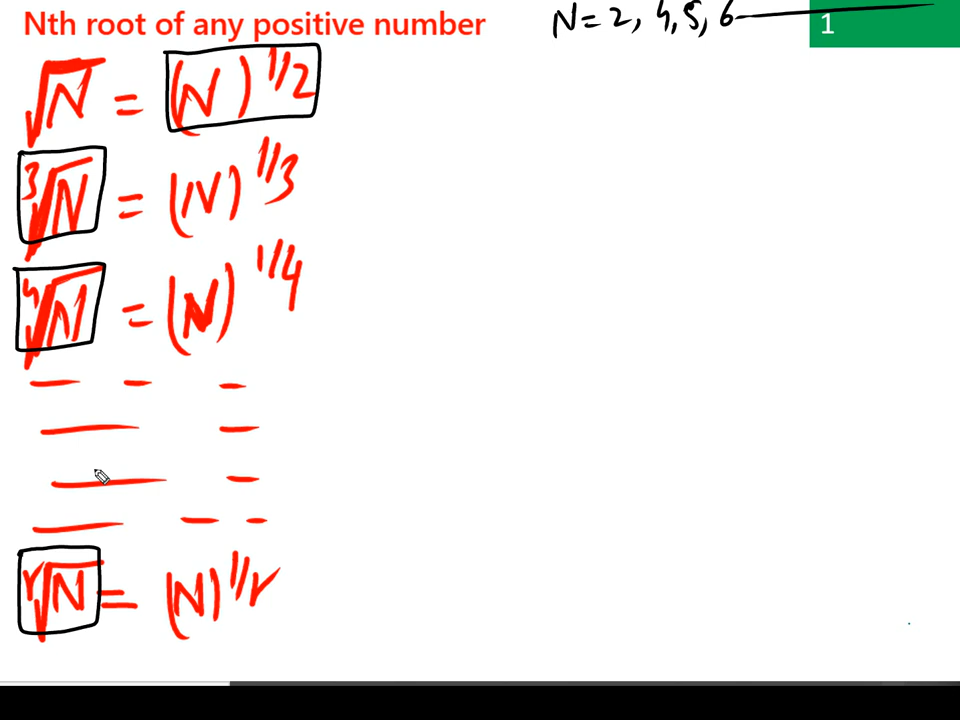 Nth root of any positive number
N = 2, 4, 5, 6
1
√N = (N)^1/2
³√N = (N)^1/3
⁴√N = (N)^1/4
ʳ√N = (N)^1/r